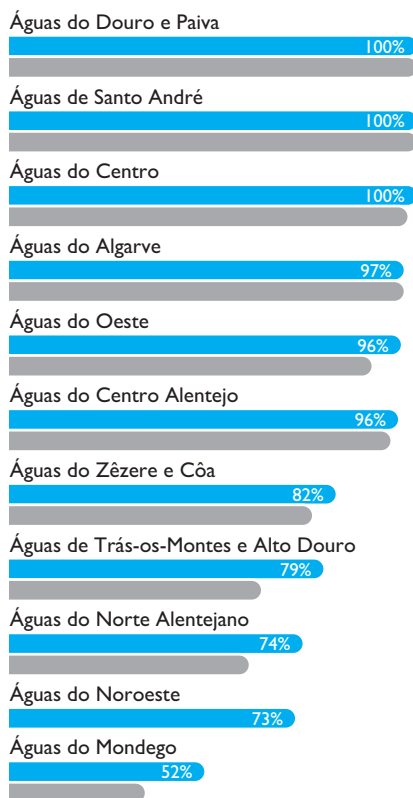 Águas do Douro e Paiva
100%
Águas de Santo André
100%
Águas do Centro
100%
Águas do Algarve
97%
Águas do Oeste
96%
Águas do Centro Alentejo
96%
Águas do Zêzere e Côa
82%
Águas de Trás-os-Montes e Alto Douro
79%
Águas do Norte Alentejano
74%
Águas do Noroeste
73%
Águas do Mondego
52%